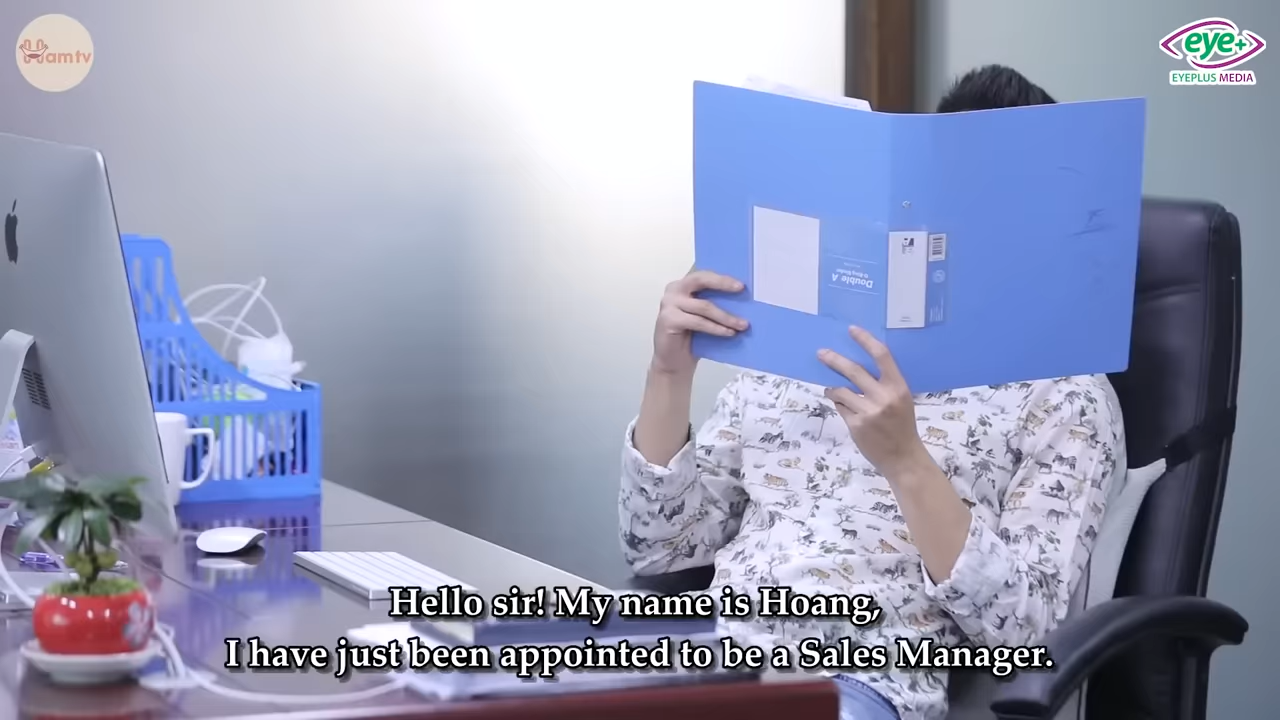 Hamtv
eye+
EYEPLUS MEDIA
Double A
Hello sir! My name is Hoang,
I have just been appointed to be a Sales Manager.